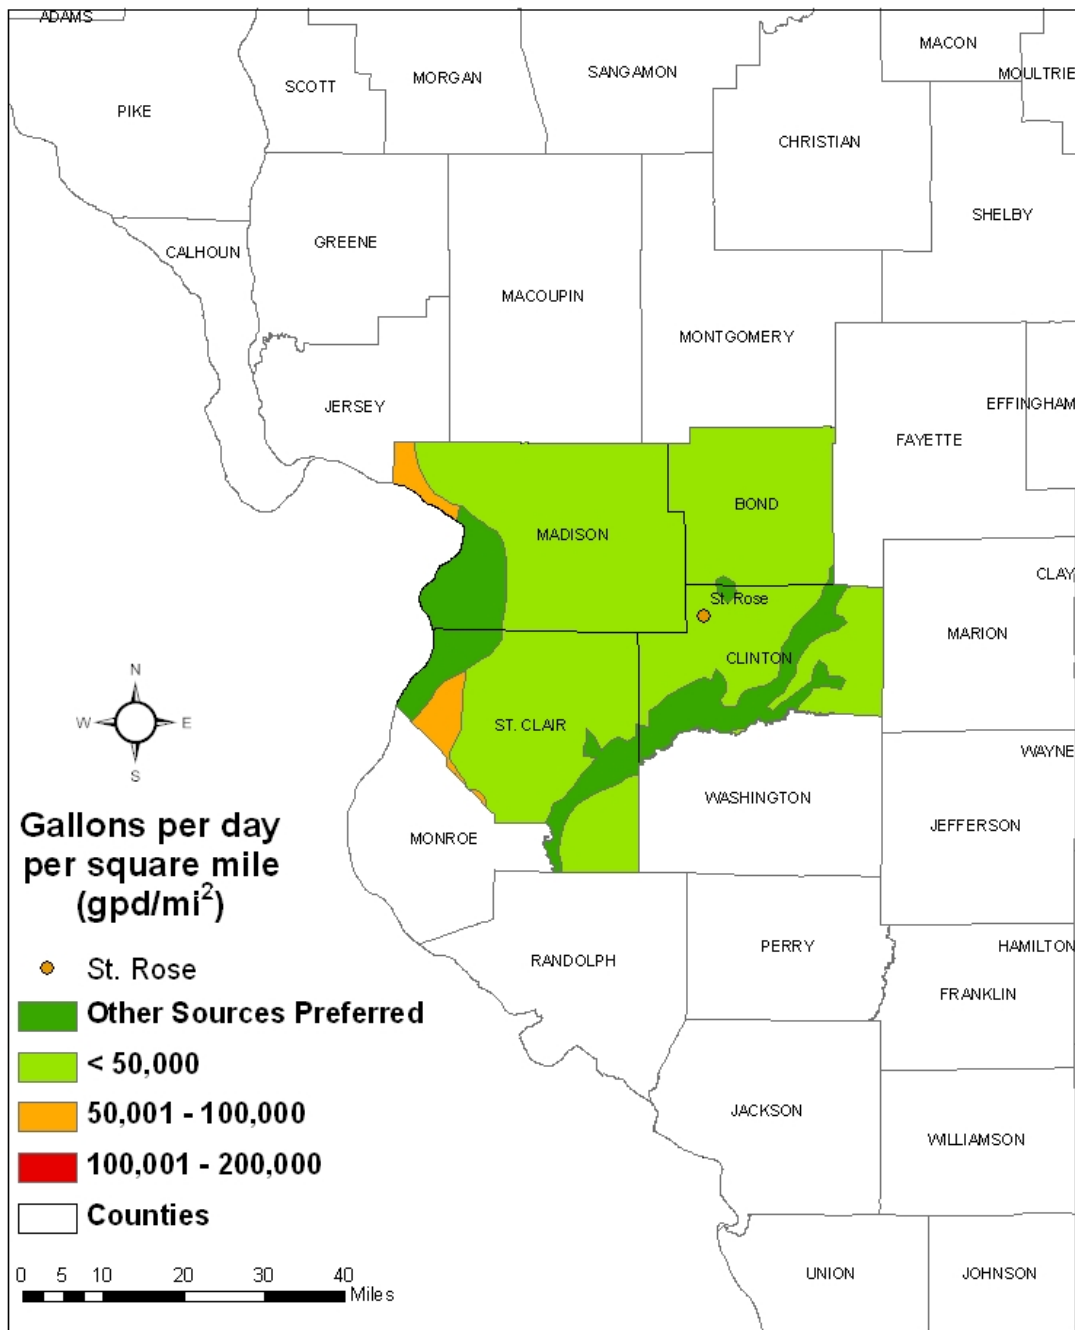 ADAMS
MACON
SCOTT
MORGAN
SANGAMON
MOULTRIE
PIKE
CHRISTIAN
SHELBY
CALHOUN
GREENE
MACOUPIN
MONTGOMERY
JERSEY
EFFINGHAM
FAYETTE
BOND
MADISON
CLAY
St. Rose
MARION
CLINTON
N
W
E
S
ST. CLAIR
WAYNE
WASHINGTON
JEFFERSON
MONROE
Gallons per day
per square mile
(gpd/mi²)
PERRY
HAMILTON
RANDOLPH
FRANKLIN
St. Rose
Other Sources Preferred
< 50,000
50,001 - 100,000
JACKSON
WILLIAMSON
100,001 - 200,000
Counties
UNION
JOHNSON
0 5 10 20 30 40
Miles